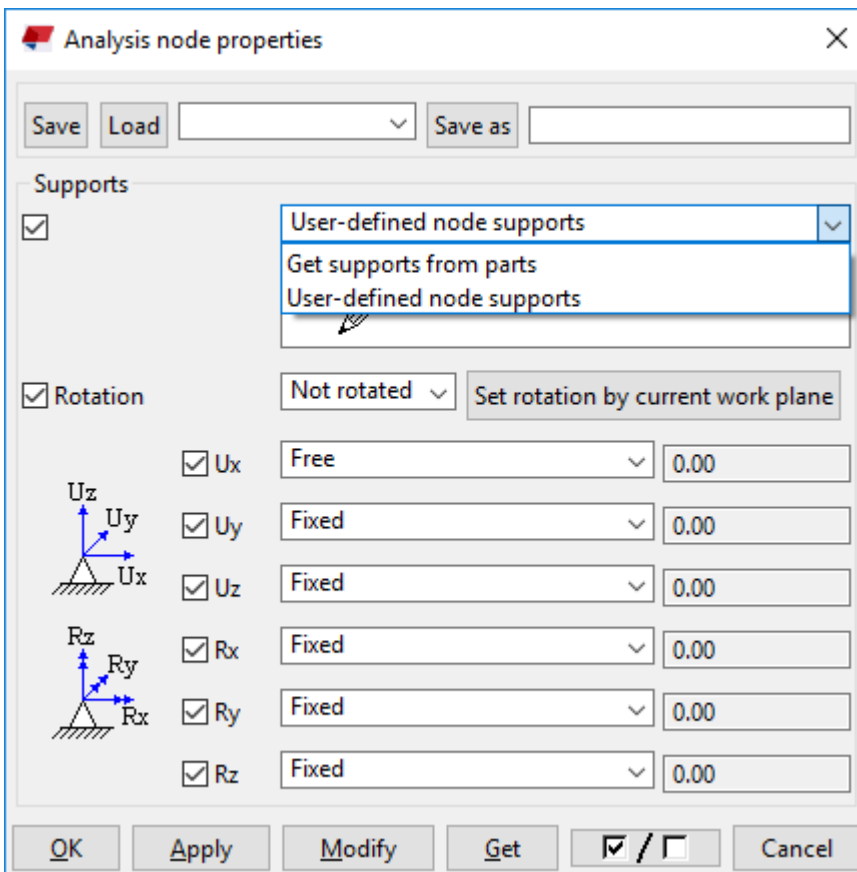 Analysis node properties
Save Load Save as
Supports
User-defined node supports
Get supports from parts
User-defined node supports
Rotation Not rotated Set rotation by current work plane
Ux Free 0.00
Uz
Uy
Ux
Uy Fixed 0.00
Uz Fixed 0.00
Rz
Ry
Rx
Rx Fixed 0.00
Ry Fixed 0.00
Rz Fixed 0.00
OK Apply Modify Get / Cancel